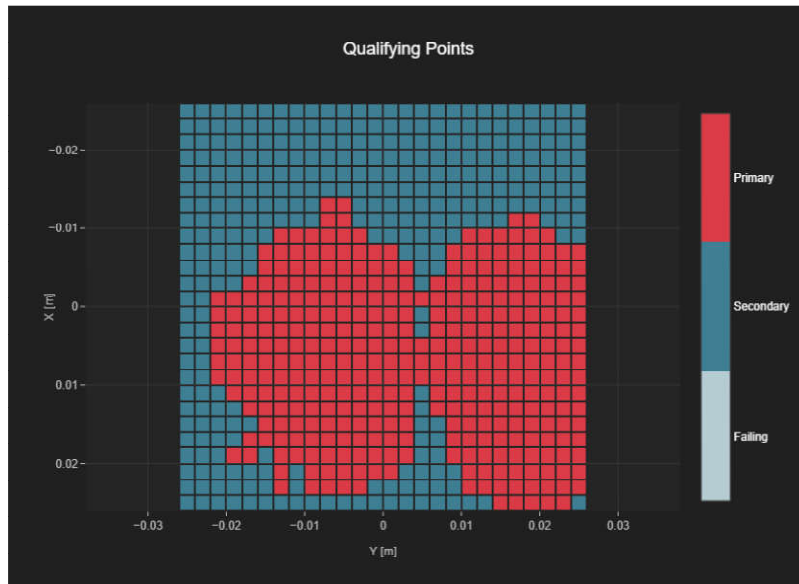 Qualifying Points
−0.02
−0.01
0
0.01
0.02
X [m]
−0.03
−0.02
−0.01
0
0.01
0.02
0.03
Y [m]
Primary
Secondary
Failing